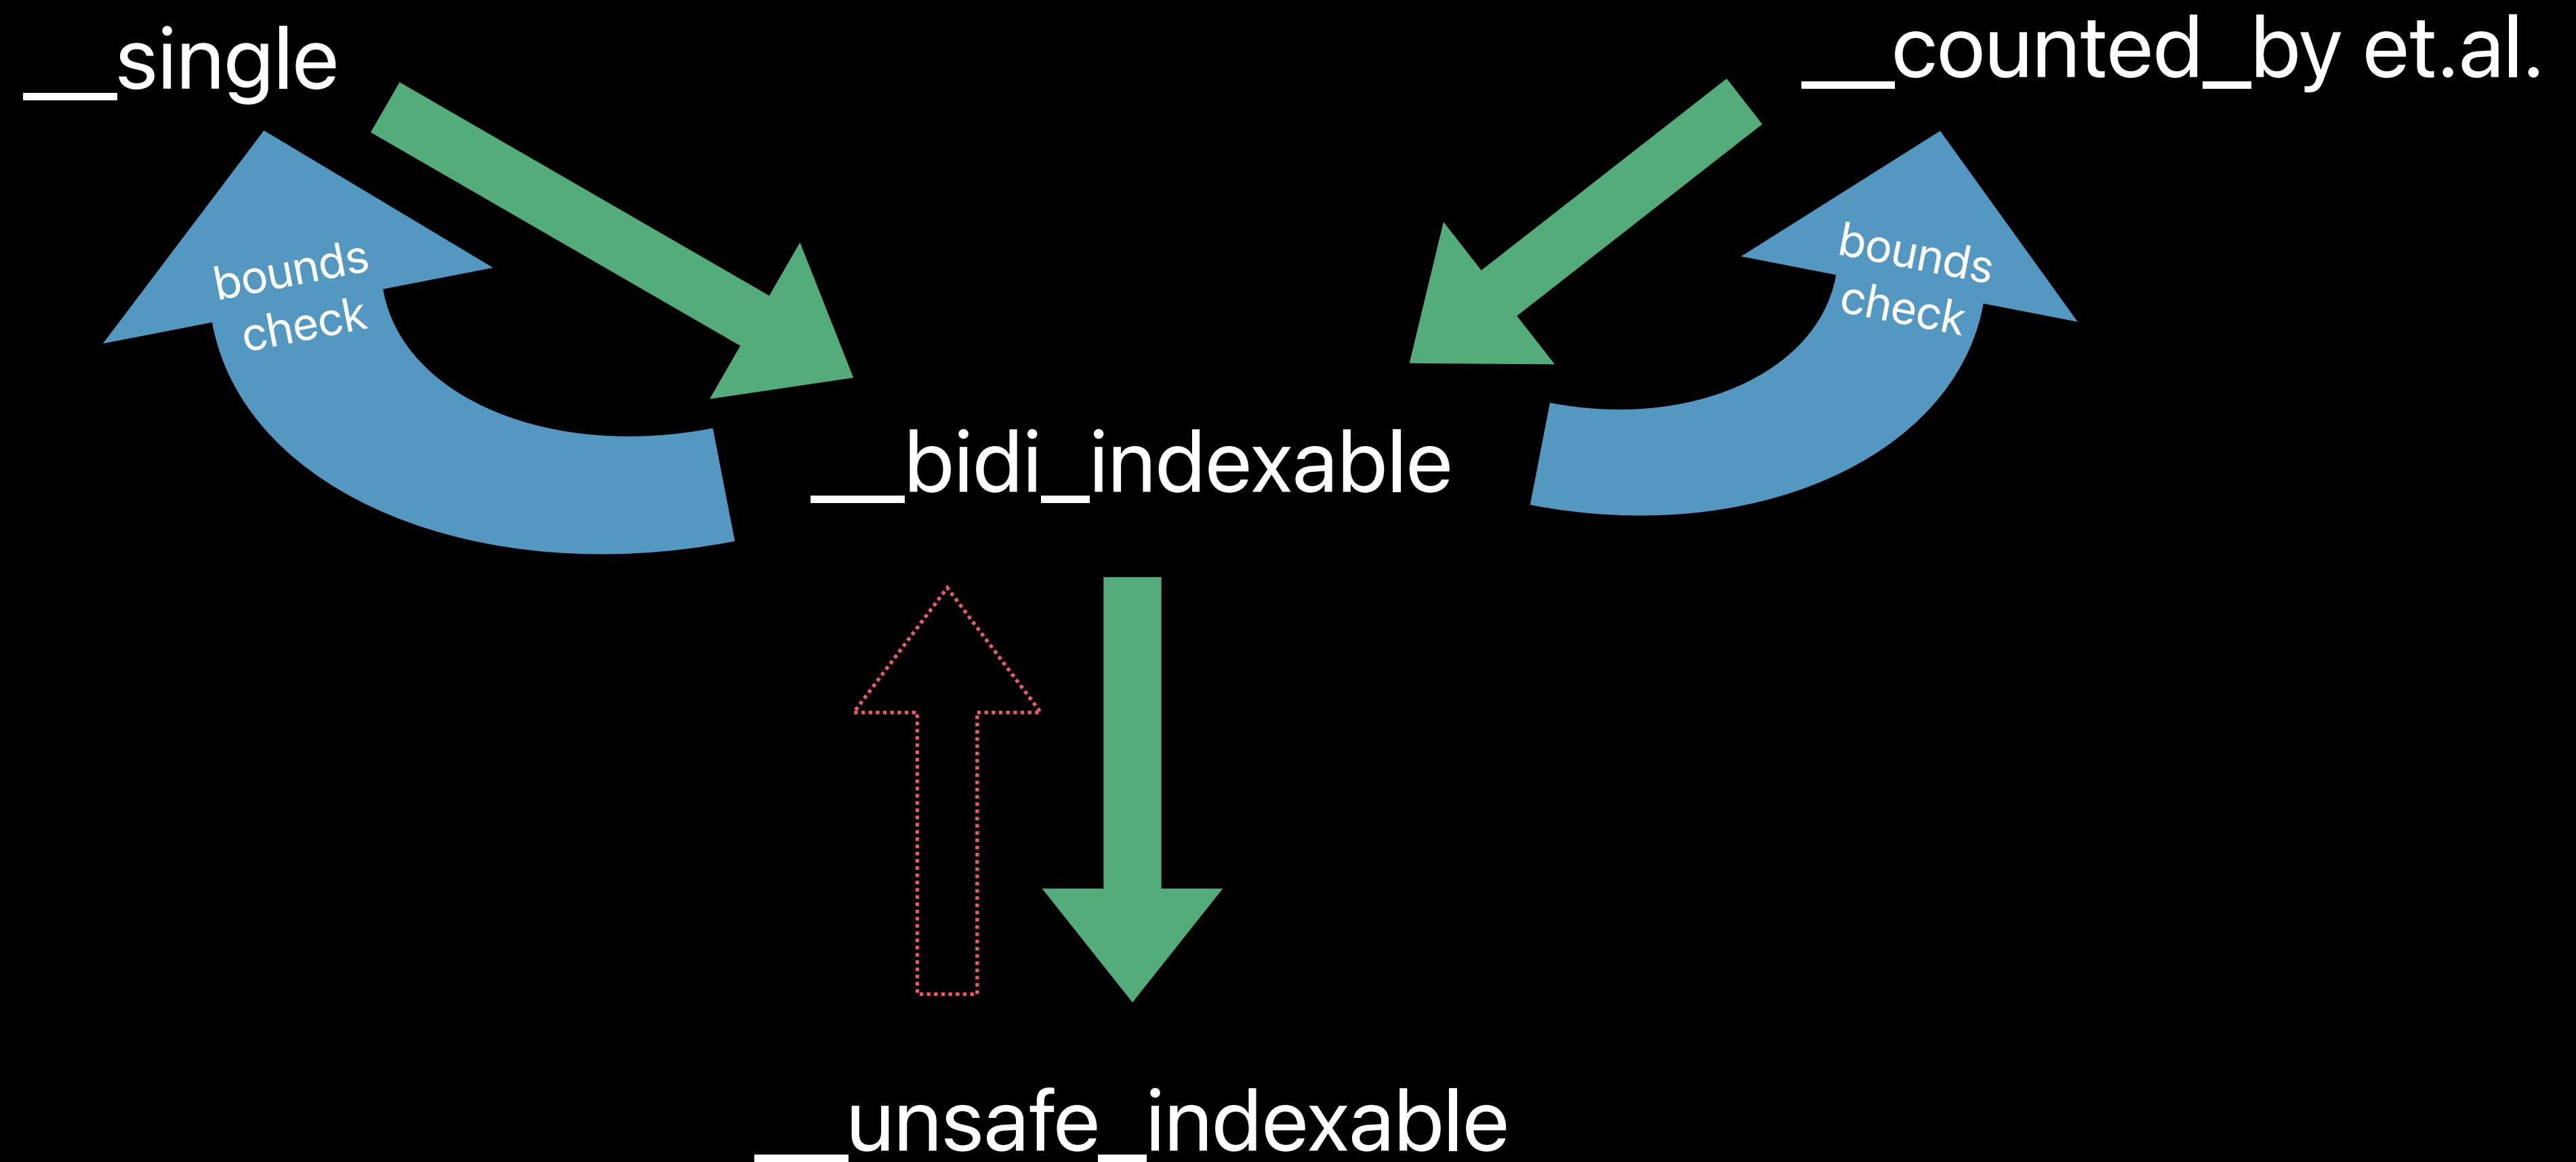 __single
__counted_by et.al.
bounds
check
bounds
check
__bidi_indexable
__unsafe_indexable